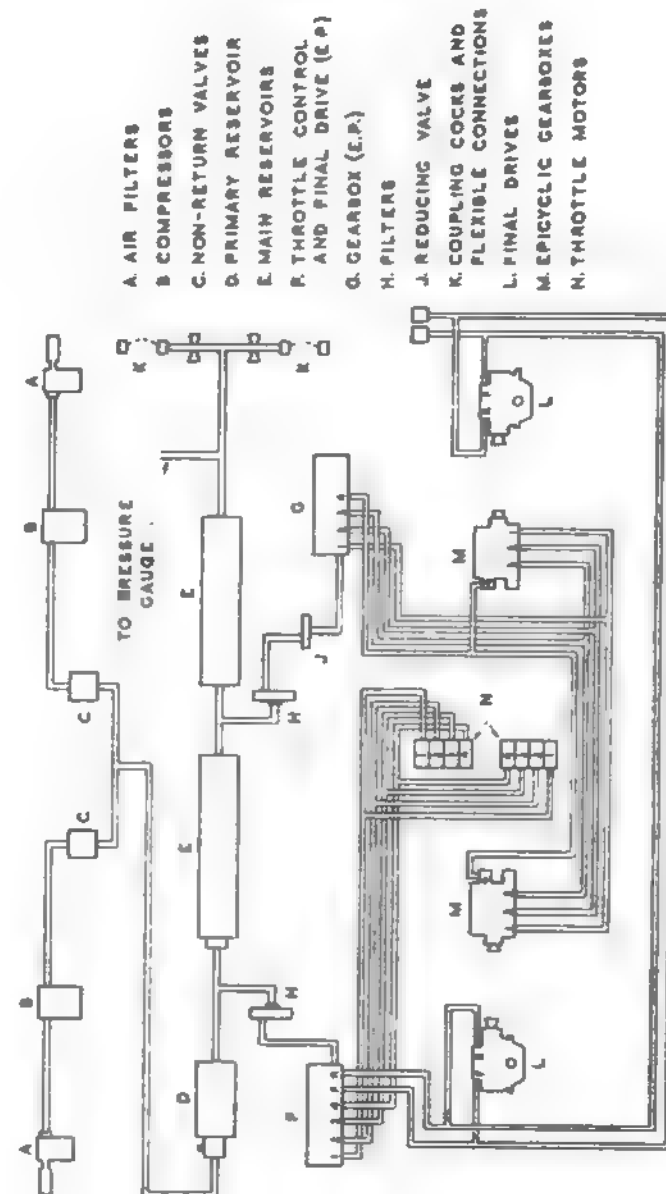 A. AIR FILTERS
B COMPRESSORS
C. NON-RETURN VALVES
D. PRIMARY RESERVOIR
E. MAIN RESERVOIRS
F. THROTTLE CONTROL
AND FINAL DRIVE (E.P)
G. GEARBOX (E.P.)
H. FILTERS
J. REDUCING VALVE
K. COUPLING COCKS AND
FLEXIBLE CONNECTIONS
L. FINAL DRIVES
M. EPICYCLIC GEARBOXES
N. THROTTLE MOTORS
A
B
C
C
B
A
TO PRESSURE
GAUGE.
D
E
E
K
K
H
H
J
G
F
N
M
M
L
L